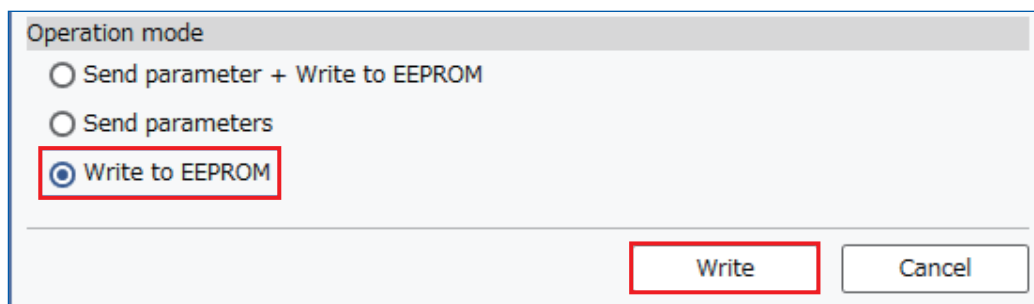 Operation mode
Send parameter + Write to EEPROM
Send parameters
Write to EEPROM
Write Cancel